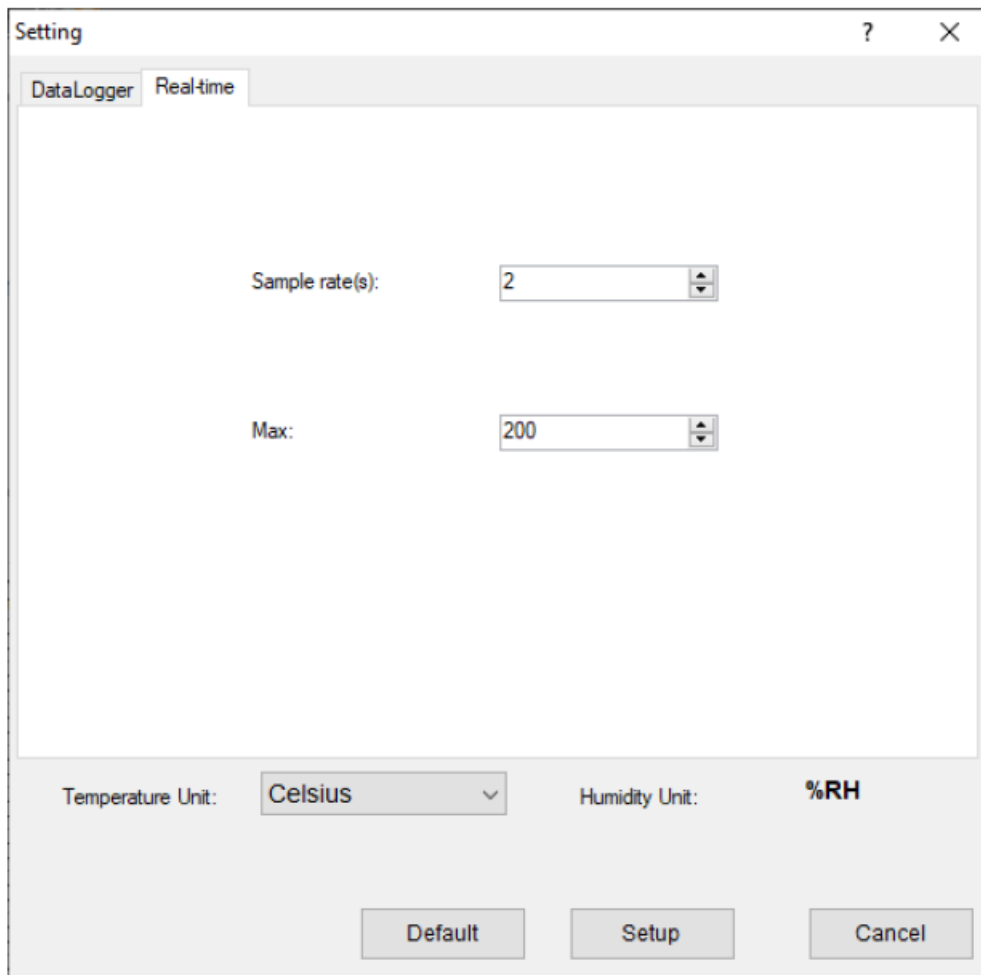 Setting ?
DataLogger Real-time
Sample rate(s): 2
Max: 200
Temperature Unit: Celsius Humidity Unit: %RH
Default Setup Cancel